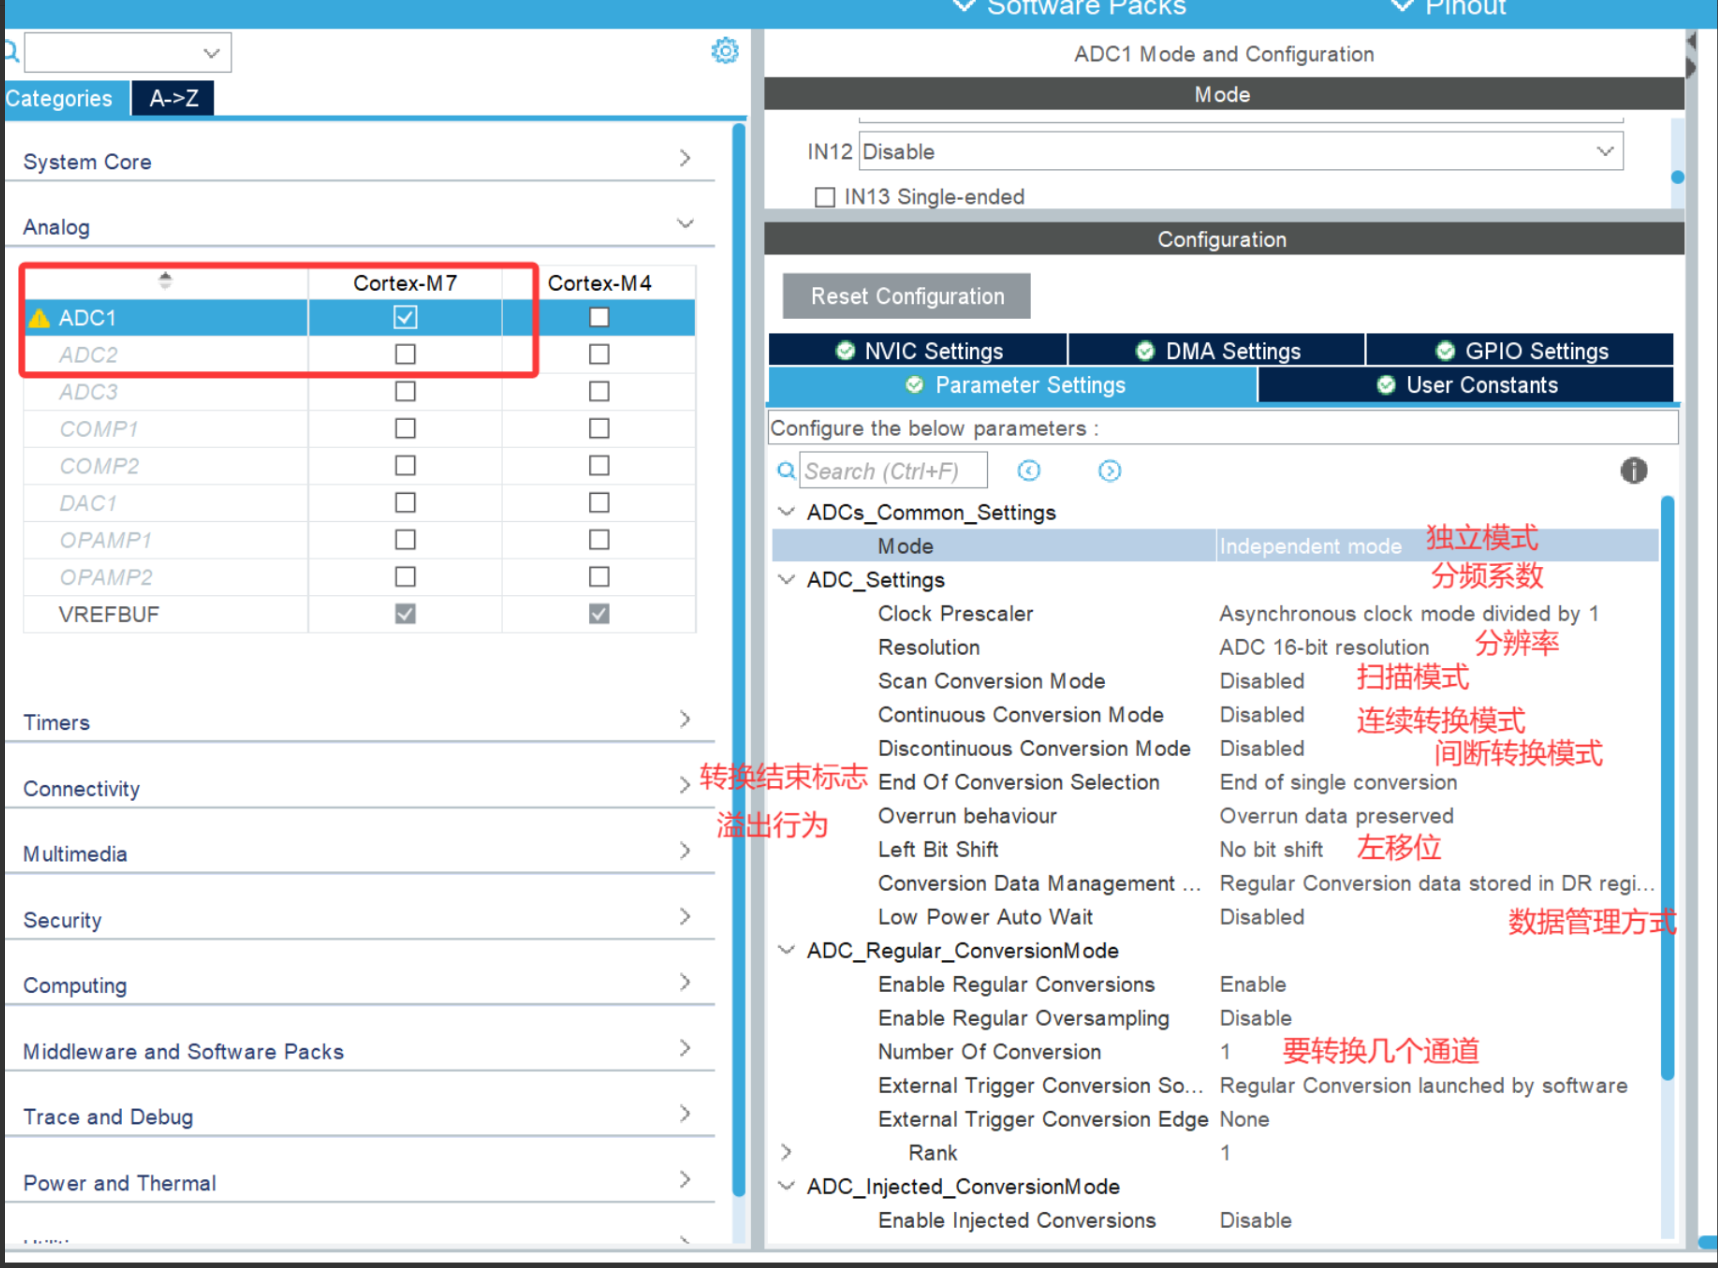 Software Packs
Pinout
Categories
A->Z
System Core
Analog
Cortex-M7
Cortex-M4
ADC1
ADC2
ADC3
COMP1
COMP2
DAC1
OPAMP1
OPAMP2
VREFBUF
Timers
Connectivity
Multimedia
Security
Computing
Middleware and Software Packs
Trace and Debug
Power and Thermal
ADC1 Mode and Configuration
Mode
IN12 Disable
IN13 Single-ended
Configuration
Reset Configuration
NVIC Settings
DMA Settings
GPIO Settings
Parameter Settings
User Constants
Configure the below parameters :
Search (Ctrl+F)
ADCs_Common_Settings
Mode Independent mode 独立模式
ADC_Settings 分频系数
Clock Prescaler Asynchronous clock mode divided by 1
Resolution ADC 16-bit resolution 分辨率
Scan Conversion Mode Disabled 扫描模式
Continuous Conversion Mode Disabled 连续转换模式
Discontinuous Conversion Mode Disabled 间断转换模式
转换结束标志 End Of Conversion Selection End of single conversion
溢出行为 Overrun behaviour Overrun data preserved
Left Bit Shift No bit shift 左移位
Conversion Data Management ... Regular Conversion data stored in DR regi...
Low Power Auto Wait Disabled 数据管理方式
ADC_Regular_ConversionMode
Enable Regular Conversions Enable
Enable Regular Oversampling Disable
Number Of Conversion 1 要转换几个通道
External Trigger Conversion So... Regular Conversion launched by software
External Trigger Conversion Edge None
Rank 1
ADC_Injected_ConversionMode
Enable Injected Conversions Disable